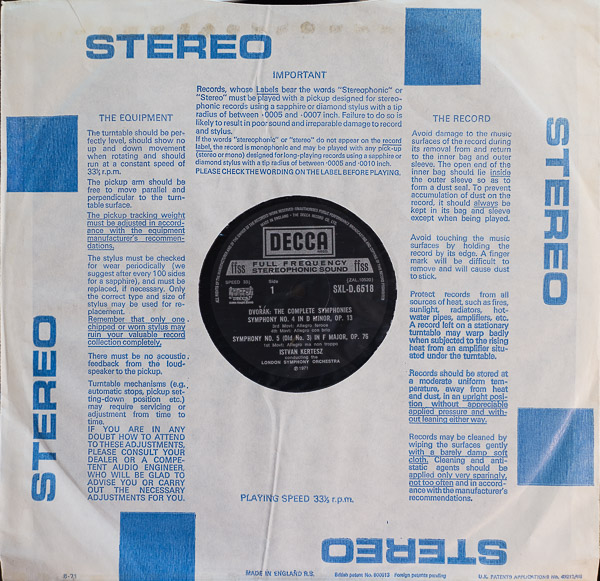 STEREO
IMPORTANT
Records, whose Labels bear the words "Stereophonic" or
"Stereo" must be played with a pickup designed for stereo-
phonic records using a sapphire or diamond stylus with a tip
radius of between ·0005 and ·0007 inch. Failure to do so is
likely to result in poor sound and irreparable damage to record
and stylus.
If the words "stereophonic" or "stereo" do not appear on the record
label, the record is monophonic and may be played with any pick-up
(stereo or mono) designed for long-playing records using a sapphire or
diamond stylus with a tip radius of between ·0005 and ·0010 inch.
PLEASE CHECK THE WORDING ON THE LABEL BEFORE PLAYING.
THE EQUIPMENT
The turntable should be per-
fectly level, should show no
up and down movement
when rotating and should
run at a constant speed of
33⅓ r.p.m.
The pickup arm should be
free to move parallel and
perpendicular to the turn-
table surface.
The pickup tracking weight
must be adjusted in accord-
ance with the equipment
manufacturer's recommen-
dations.
The stylus must be checked
for wear periodically (we
suggest after every 100 sides
for a sapphire), and must be
replaced, if necessary. Only
the correct type and size of
stylus may be used for re-
placement.
Remember that only one
chipped or worn stylus may
ruin your valuable record
collection completely.
There must be no acoustic
feedback from the loud-
speaker to the pickup.
Turntable mechanisms (e.g.
automatic stops, pickup set-
ting-down position etc.)
may require servicing or
adjustment from time to
time.
IF YOU ARE IN ANY
DOUBT HOW TO ATTEND
TO THESE ADJUSTMENTS,
PLEASE CONSULT YOUR
DEALER OR A COMPE-
TENT AUDIO ENGINEER,
WHO WILL BE GLAD TO
ADVISE YOU OR CARRY
OUT THE NECESSARY
ADJUSTMENTS FOR YOU.
THE RECORD
Avoid damage to the music
surfaces of the record during
its removal from and return
to the inner bag and outer
sleeve. The open end of the
inner bag should lie inside
the outer sleeve so as to
form a dust seal. To prevent
accumulation of dust on the
record, it should always be
kept in its bag and sleeve
except when being played.
Avoid touching the music
surfaces by holding the
record by its edge. A finger
mark will be difficult to
remove and will cause dust
to stick.
Protect records from all
sources of heat, such as fires,
sunlight, radiators, hot-
water pipes, amplifiers, etc.
A record left on a stationary
turntable may warp badly
when subjected to the rising
heat from an amplifier situ-
ated under the turntable.
Records should be stored at
a moderate uniform tem-
perature, away from heat
and dust, in an upright posi-
tion without appreciable
applied pressure and with-
out leaning either way.
Records may be cleaned by
wiping the surfaces gently
with a barely damp soft
cloth. Cleaning and anti-
static agents should be
applied only very sparingly,
not too often and in accord-
ance with the manufacturer's
recommendations.
STEREO
STEREO
DECCA
ffss
FULL FREQUENCY
STEREOPHONIC SOUND
ffss
SPEED 33⅓
Side
1
SXL-D.6518
DVOŘÁK: THE COMPLETE SYMPHONIES
SYMPHONY NO. 4 IN D MINOR, OP. 13
3rd Movt. Allegro feroce
4th Movt. Allegro con brio
SYMPHONY NO. 5 (Old No. 3) IN F MAJOR, OP. 76
1st Movt. Allegro ma non troppo
ISTVAN KERTESZ
conducting the
LONDON SYMPHONY ORCHESTRA
℗ 1971
PLAYING SPEED 33⅓ r.p.m.
STEREO
MADE IN ENGLAND R.S.
Foreign patents pending
U.K. PATENTS APPLICATIONS No.